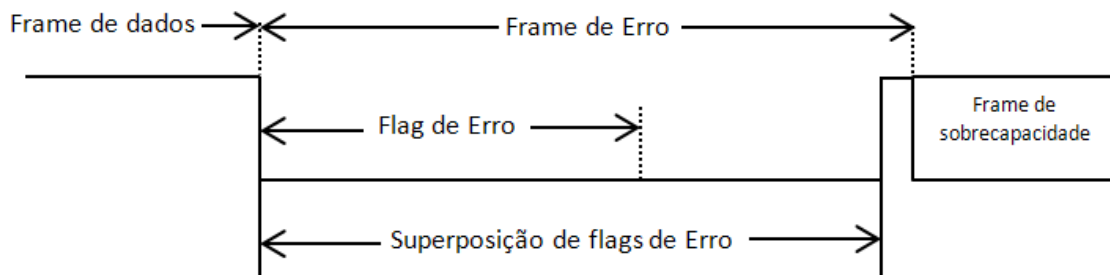 Frame de dados
Frame de Erro
Flag de Erro
Frame de
sobrecapacidade
Superposição de flags de Erro